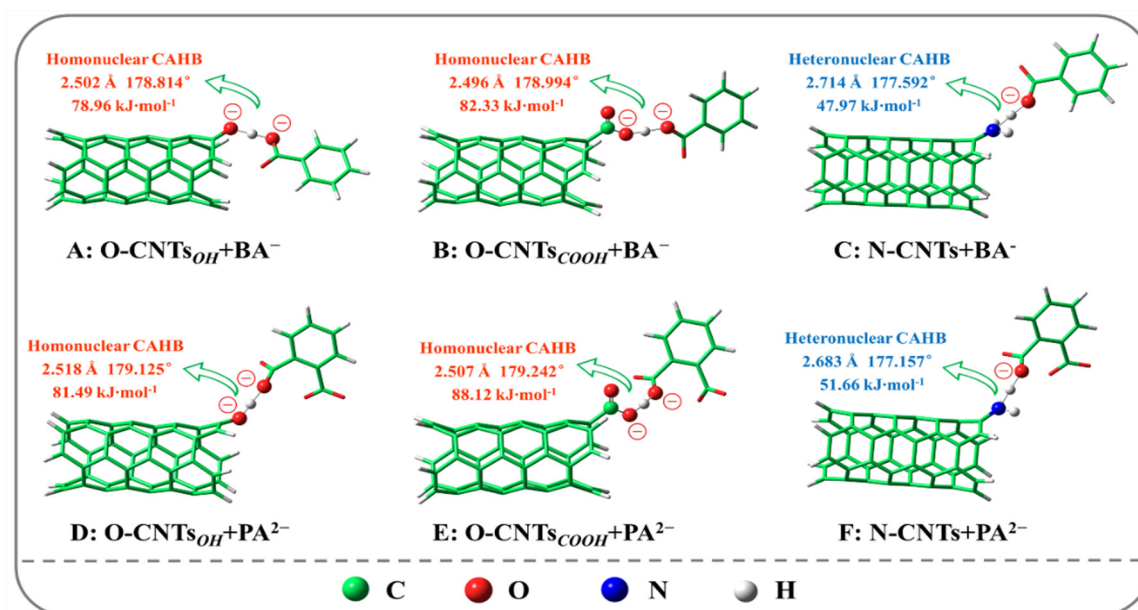 Homonuclear CAHB
2.502 Å 178.814°
78.96 kJ·mol⁻¹
A: O-CNTsOH+BA⁻
Homonuclear CAHB
2.496 Å 178.994°
82.33 kJ·mol⁻¹
B: O-CNTsCOOH+BA⁻
Heteronuclear CAHB
2.714 Å 177.592°
47.97 kJ·mol⁻¹
C: N-CNTs+BA⁻
Homonuclear CAHB
2.518 Å 179.125°
81.49 kJ·mol⁻¹
D: O-CNTsOH+PA²⁻
Homonuclear CAHB
2.507 Å 179.242°
88.12 kJ·mol⁻¹
E: O-CNTsCOOH+PA²⁻
Heteronuclear CAHB
2.683 Å 177.157°
51.66 kJ·mol⁻¹
F: N-CNTs+PA²⁻
C O N H